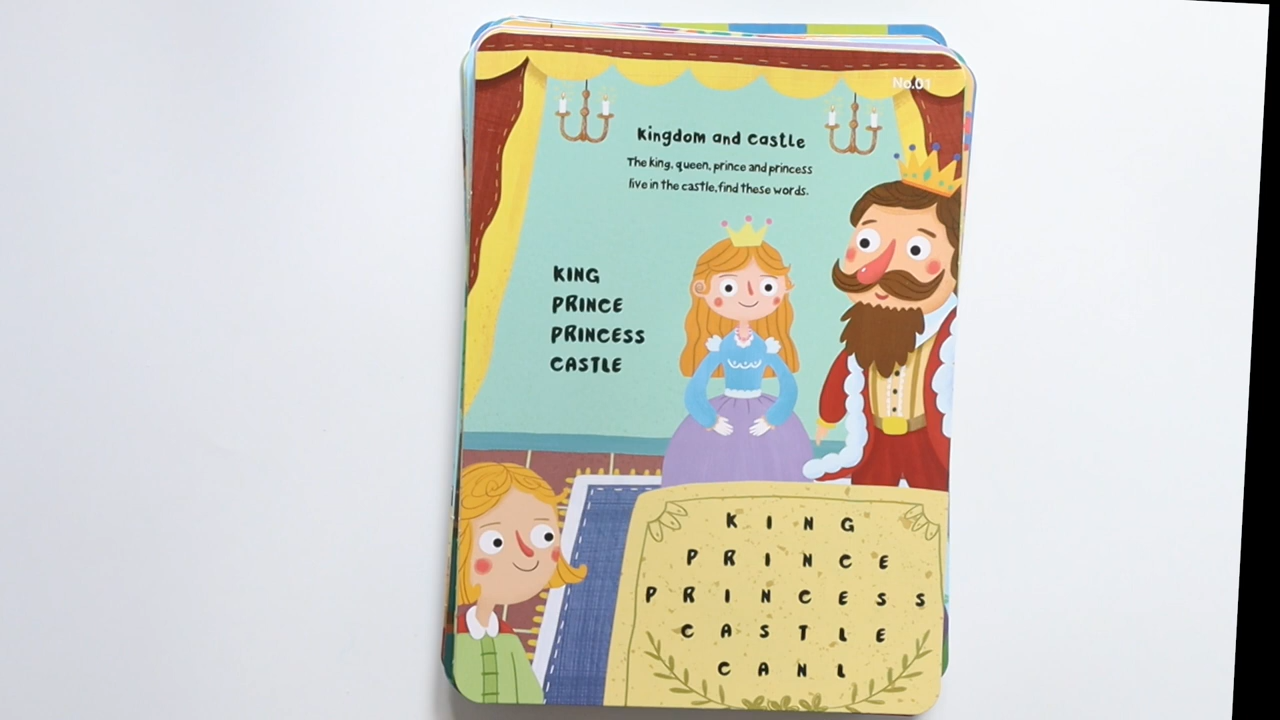 No.01
Kingdom and Castle
The king, queen, prince and princess
live in the castle,find these words.
KING
PRINCE
PRINCESS
CASTLE
K I N G
P R I N C E
P R I N C E S S
C A S T L E
C A N L